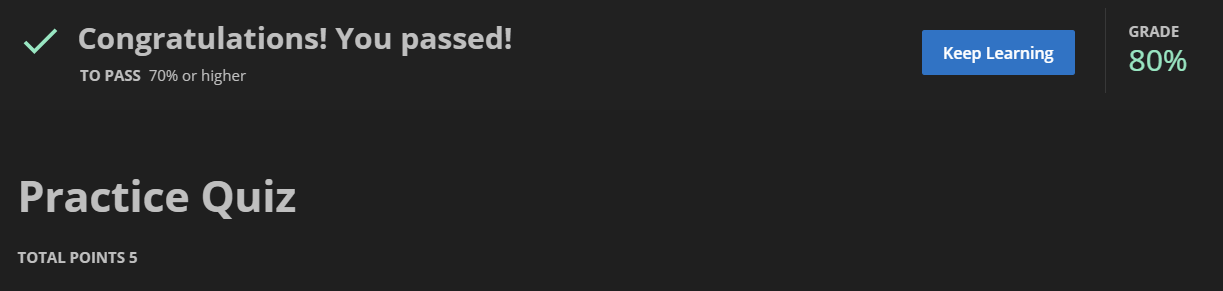 Congratulations! You passed!
TO PASS 70% or higher
Keep Learning
GRADE
80%
Practice Quiz
TOTAL POINTS 5